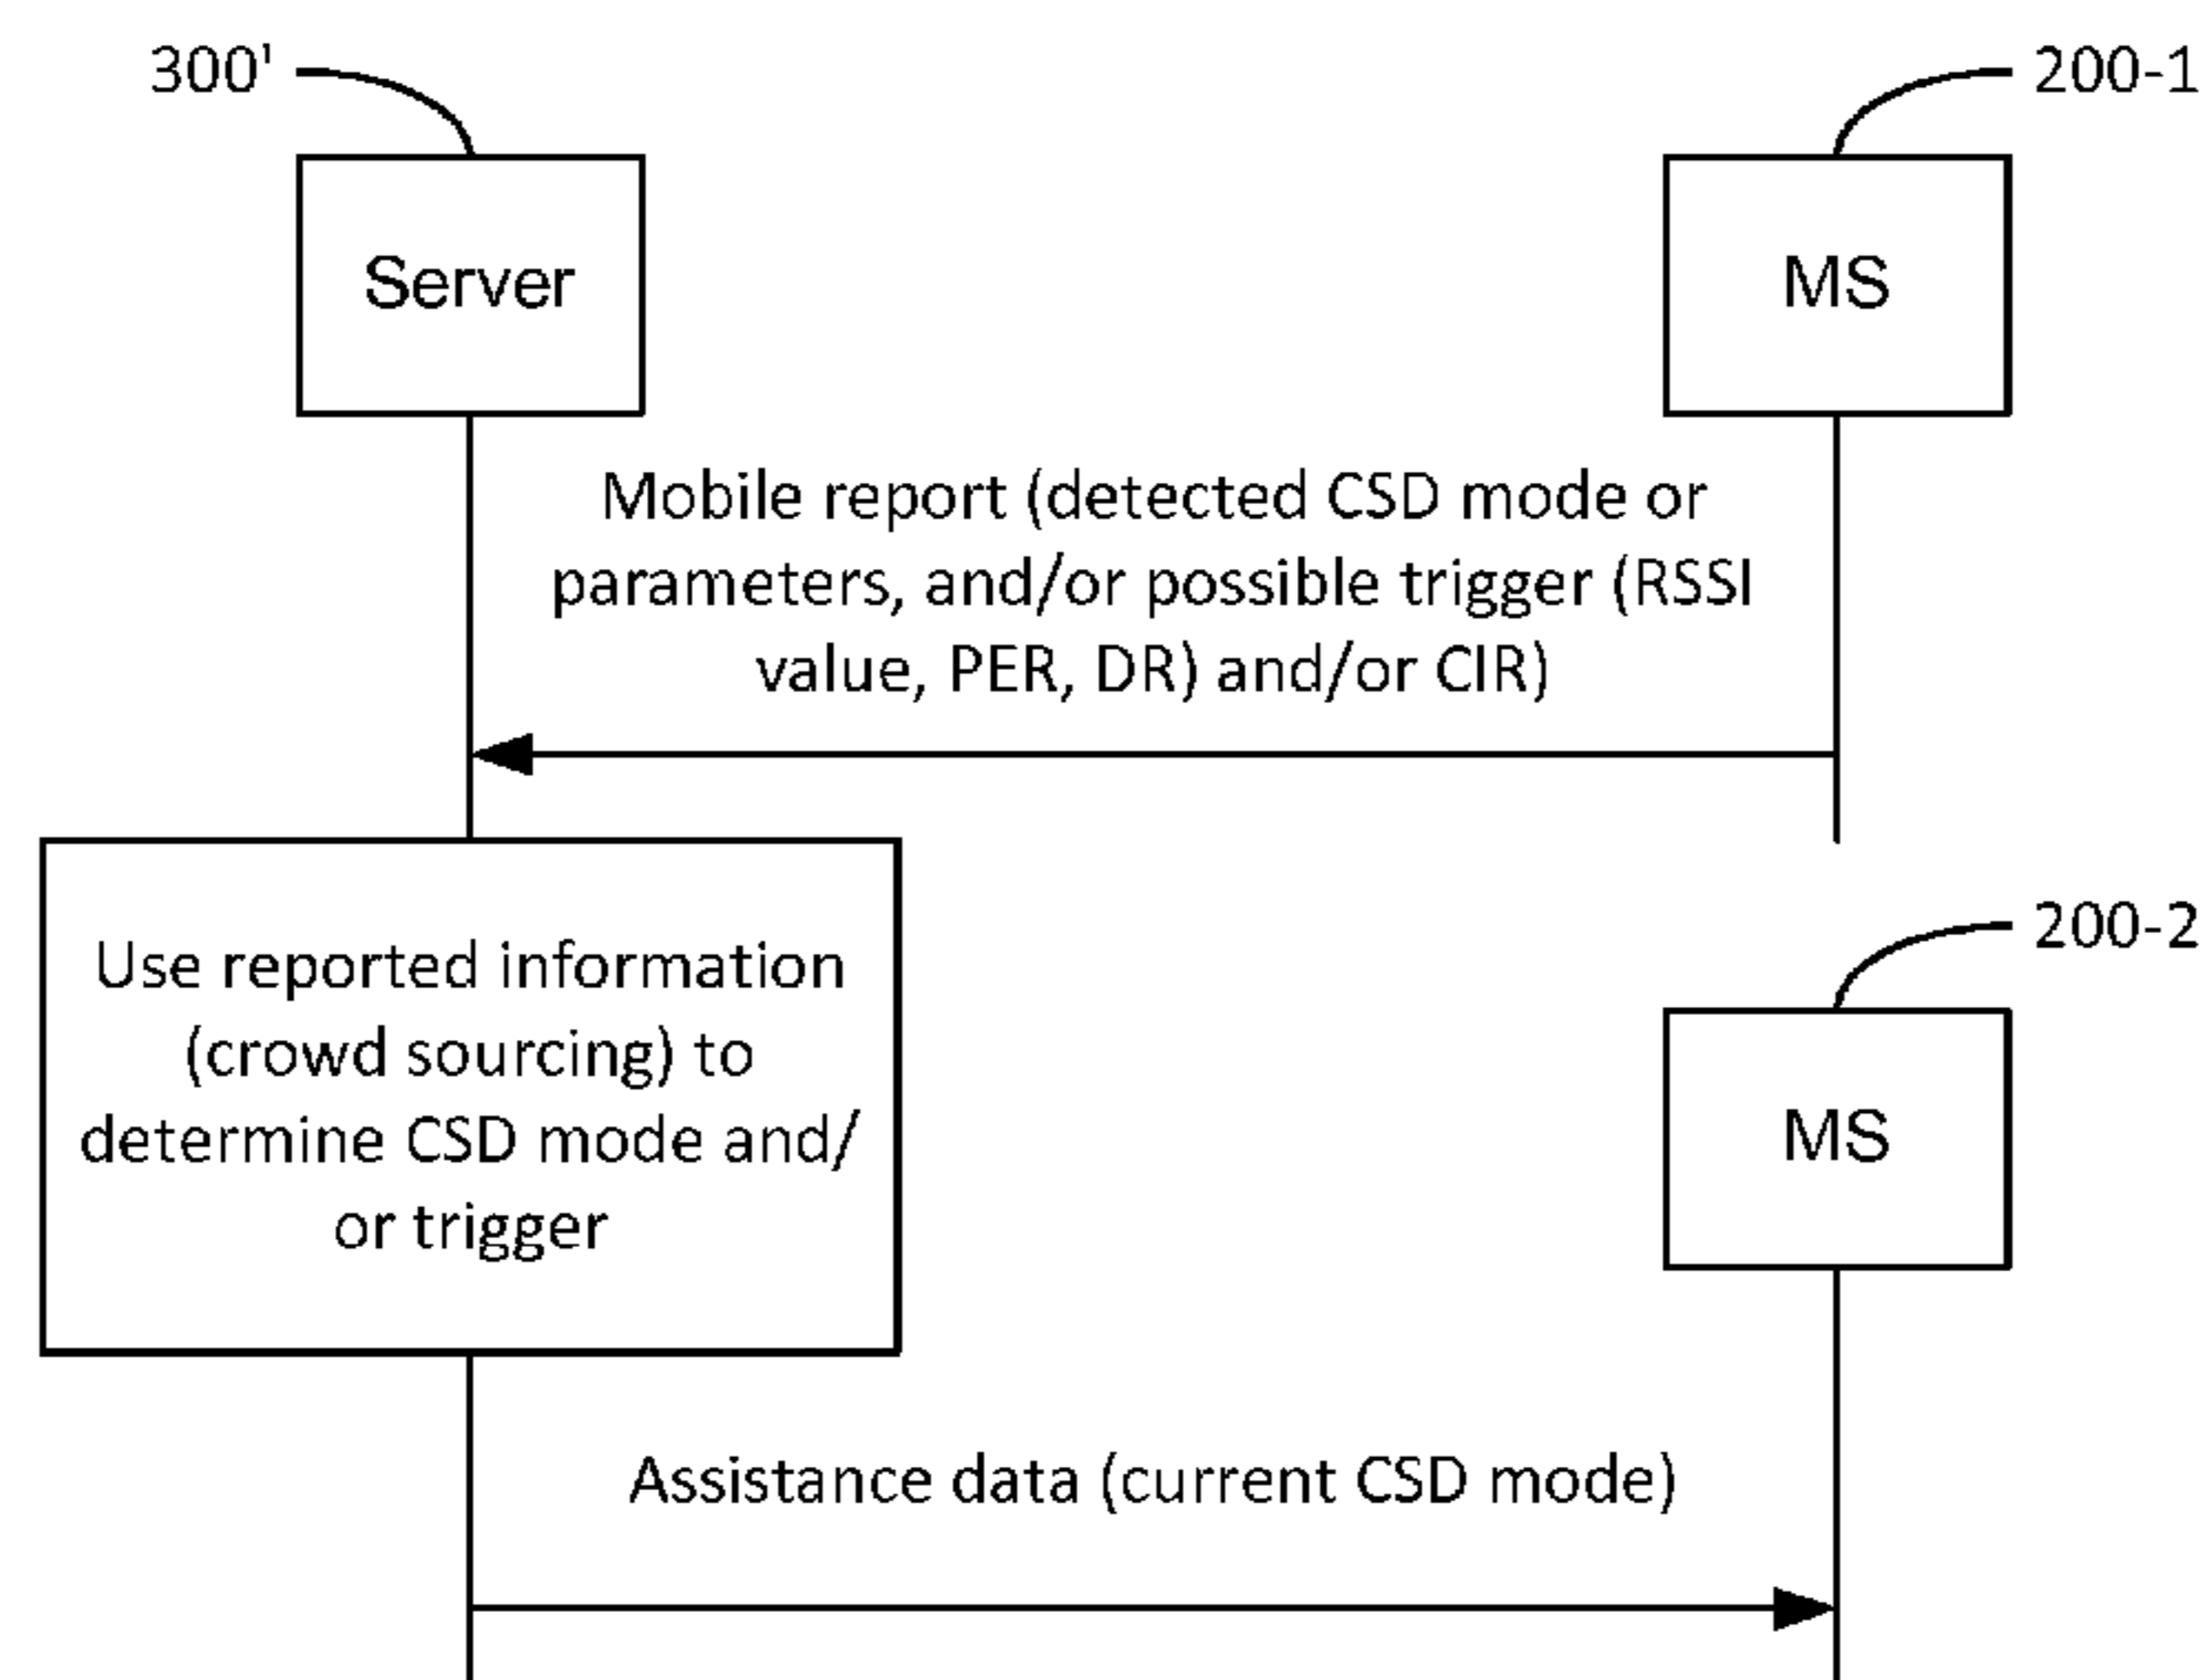 300'
200-1
Server
MS
Mobile report (detected CSD mode or
parameters, and/or possible trigger (RSSI
value, PER, DR) and/or CIR)
Use reported information
(crowd sourcing) to
determine CSD mode and/
or trigger
200-2
MS
Assistance data (current CSD mode)